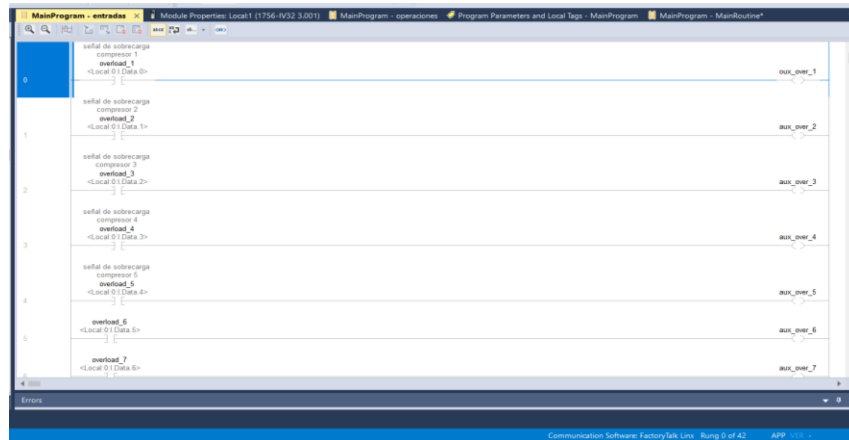 MainProgram - entradas × Module Properties: Local:1 (1756-IV32 3.001) MainProgram - operaciones Program Parameters and Local Tags - MainProgram MainProgram - MainRoutine*
señal de sobrecarga
compresor 1
overload_1
<Local:0:I.Data.0>
oux_over_1
0
señal de sobrecarga
compresor 2
overload_2
<Local:0:I.Data.1>
aux_over_2
1
señal de sobrecarga
compresor 3
overload_3
<Local:0:I.Data.2>
aux_over_3
2
señal de sobrecarga
compresor 4
overload_4
<Local:0:I.Data.3>
aux_over_4
3
señal de sobrecarga
compresor 5
overload_5
<Local:0:I.Data.4>
aux_over_5
4
overload_6
<Local:0:I.Data.5>
aux_over_6
5
overload_7
<Local:0:I.Data.6>
aux_over_7
Errors
Communication Software: FactoryTalk Linx Rung 0 of 42 APP VER